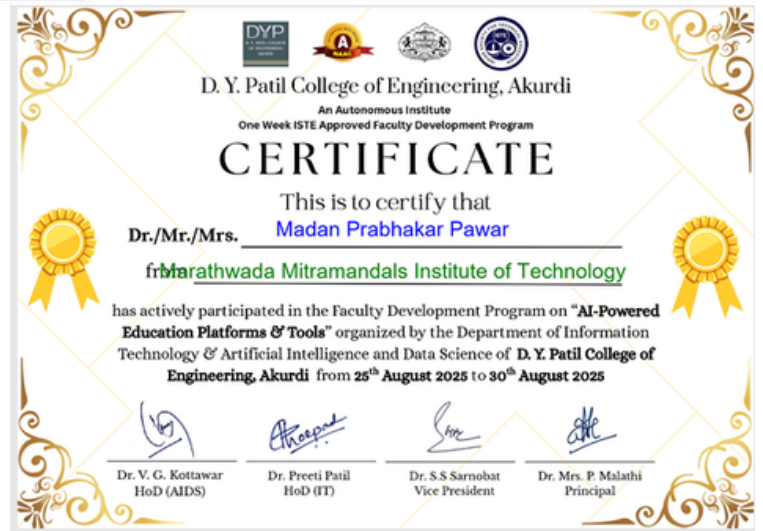 DYP
A
NAAC
D. Y. Patil College of Engineering, Akurdi
An Autonomous Institute
One Week ISTE Approved Faculty Development Program
CERTIFICATE
This is to certify that
Dr./Mr./Mrs. Madan Prabhakar Pawar
from Marathwada Mitramandals Institute of Technology
has actively participated in the Faculty Development Program on “AI-Powered
Education Platforms & Tools” organized by the Department of Information
Technology & Artificial Intelligence and Data Science of D. Y. Patil College of
Engineering, Akurdi from 25th August 2025 to 30th August 2025
Dr. V. G. Kottawar Dr. Preeti Patil Dr. S.S Sarnobat Dr. Mrs. P. Malathi
HoD (AIDS) HoD (IT) Vice President Principal